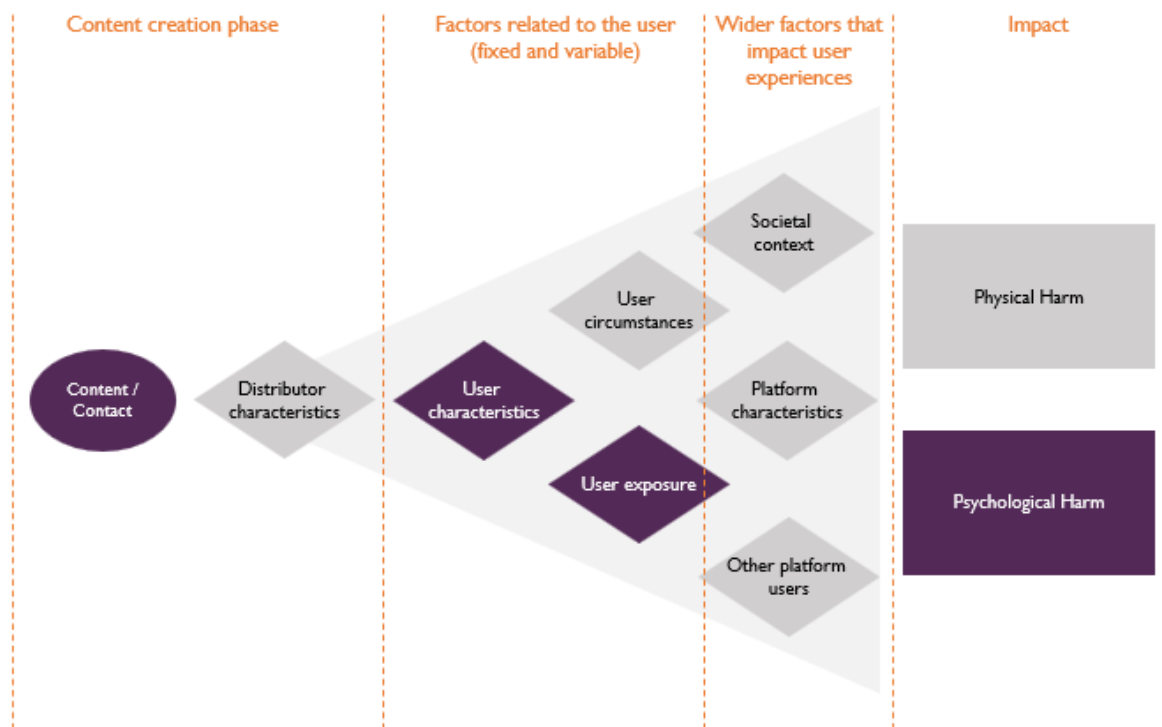 Content creation phase
Factors related to the user
(fixed and variable)
Wider factors that
impact user
experiences
Impact
Content /
Contact
Distributor
characteristics
User
characteristics
User
circumstances
User exposure
Societal
context
Platform
characteristics
Other platform
users
Physical Harm
Psychological Harm